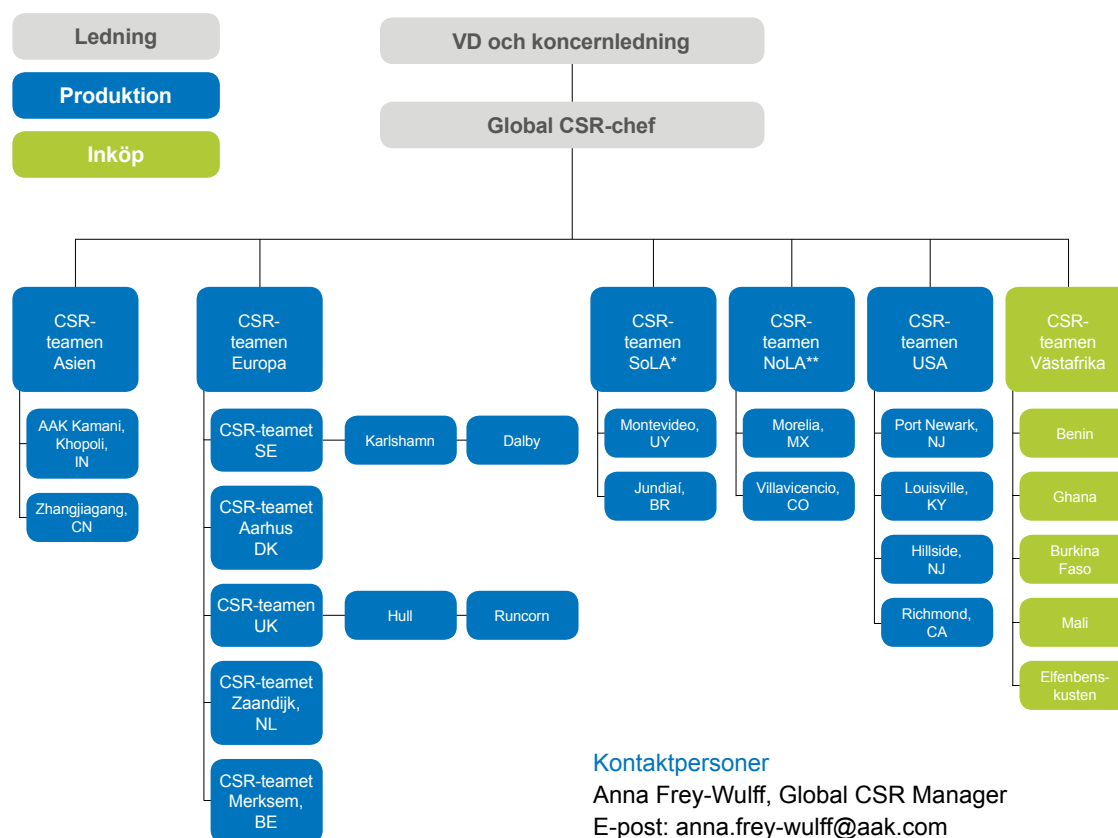 Ledning
Produktion
Inköp
VD och koncernledning
Global CSR-chef
CSR-
teamen
Asien
AAK Kamani,
Khopoli,
IN
Zhangjiagang,
CN
CSR-
teamen
Europa
CSR-teamet
SE
Karlshamn
Dalby
CSR-teamet
Aarhus
DK
CSR-teamen
UK
Hull
Runcorn
CSR-teamet
Zaandijk,
NL
CSR-teamet
Merksem,
BE
CSR-
teamen
SoLA*
Montevideo,
UY
Jundiaí,
BR
CSR-
teamen
NoLA**
Morelia,
MX
Villavicencio,
CO
CSR-
teamen
USA
Port Newark,
NJ
Louisville,
KY
Hillside,
NJ
Richmond,
CA
CSR-
teamen
Västafrika
Benin
Ghana
Burkina
Faso
Mali
Elfenbens-
kusten
Kontaktpersoner
Anna Frey-Wulff, Global CSR Manager
E-post: anna.frey-wulff@aak.com